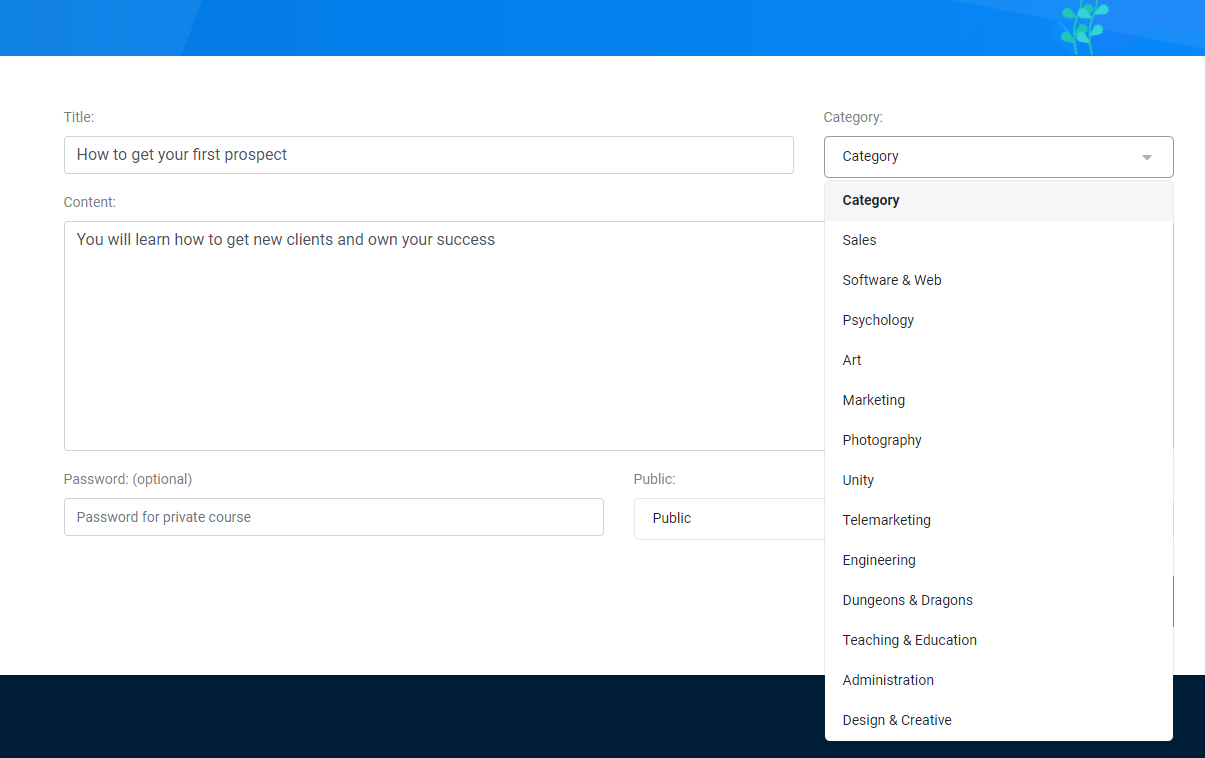 Title:
How to get your first prospect
Category:
Category
Content:
You will learn how to get new clients and own your success
Category
Sales
Software & Web
Psychology
Art
Marketing
Photography
Unity
Telemarketing
Engineering
Dungeons & Dragons
Teaching & Education
Administration
Design & Creative
Password: (optional)
Password for private course
Public:
Public